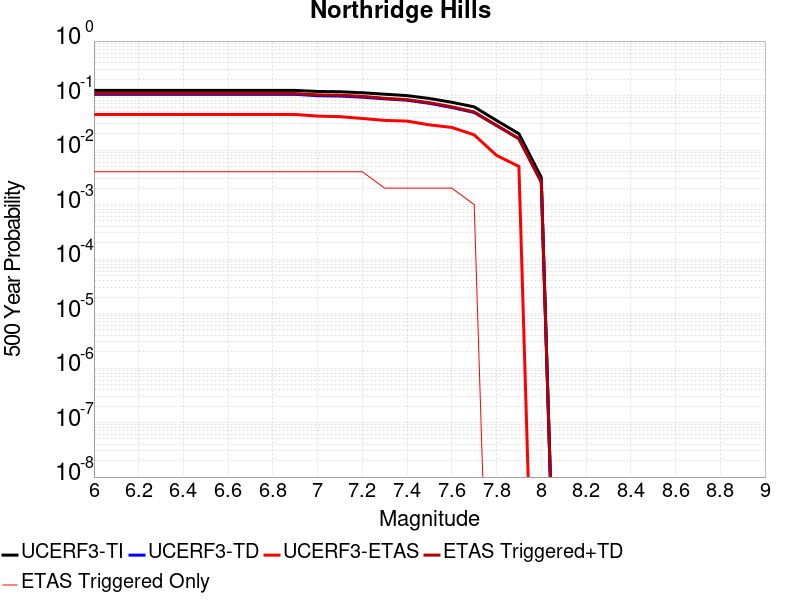 Northridge Hills
10 0
10 -1
10 -2
10 -3
10 -4
10 -5
10 -6
10 -7
10 -8
500 Year Probability
6 6.2 6.4 6.6 6.8 7 7.2 7.4 7.6 7.8 8 8.2 8.4 8.6 8.8 9
Magnitude
UCERF3-TI UCERF3-TD UCERF3-ETAS ETAS Triggered+TD
ETAS Triggered Only